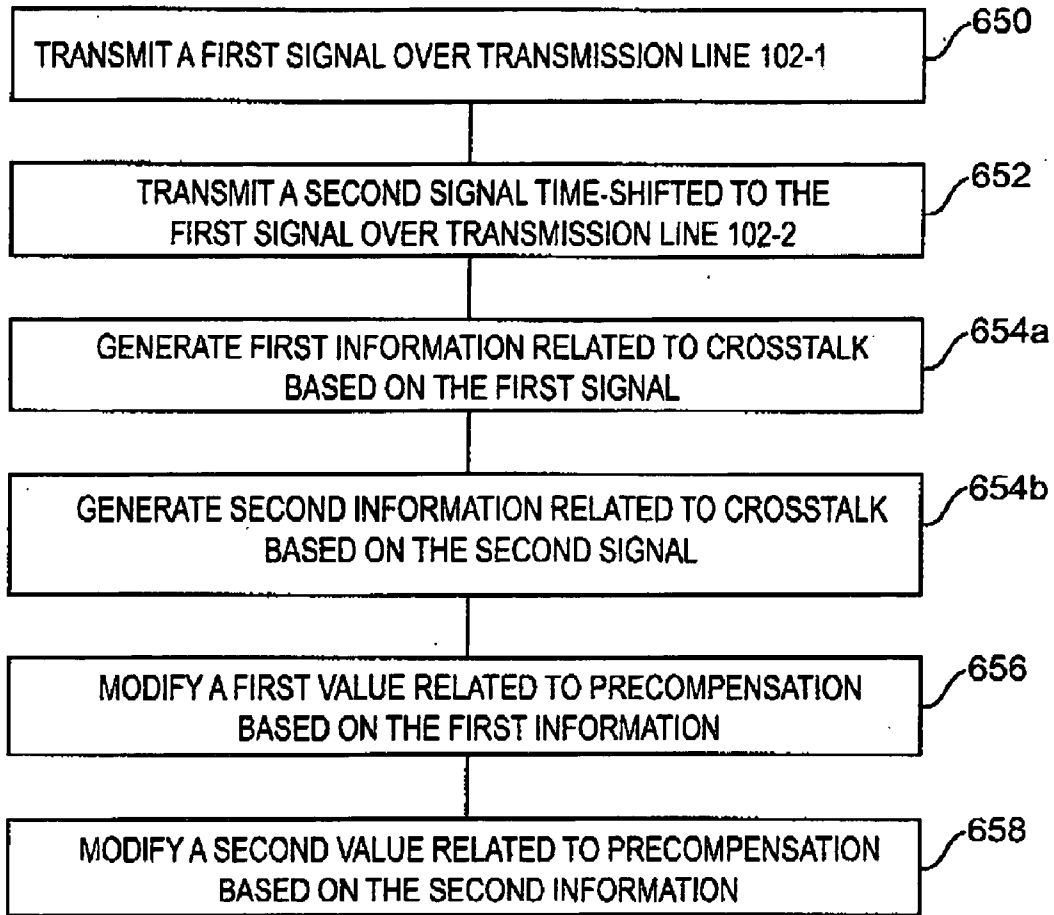 650
TRANSMIT A FIRST SIGNAL OVER TRANSMISSION LINE 102-1
652
TRANSMIT A SECOND SIGNAL TIME-SHIFTED TO THE
FIRST SIGNAL OVER TRANSMISSION LINE 102-2
654a
GENERATE FIRST INFORMATION RELATED TO CROSSTALK
BASED ON THE FIRST SIGNAL
654b
GENERATE SECOND INFORMATION RELATED TO CROSSTALK
BASED ON THE SECOND SIGNAL
656
MODIFY A FIRST VALUE RELATED TO PRECOMPENSATION
BASED ON THE FIRST INFORMATION
658
MODIFY A SECOND VALUE RELATED TO PRECOMPENSATION
BASED ON THE SECOND INFORMATION